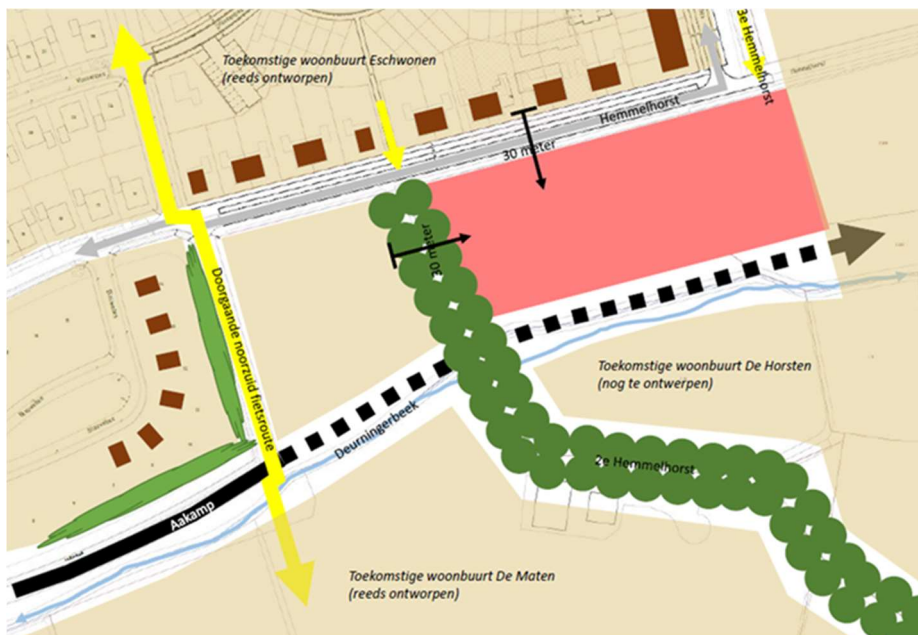 Toekomstige woonbuurt Eschwonen
(reeds ontworpen)
3e Hemmelhorst
Hemmelhorst
30 meter
30 meter
Doorgaande noorzuid fietsroute
Toekomstige woonbuurt De Horsten
(nog te ontwerpen)
Deurningerbeek
2e Hemmelhorst
Aakamp
Toekomstige woonbuurt De Maten
(reeds ontworpen)